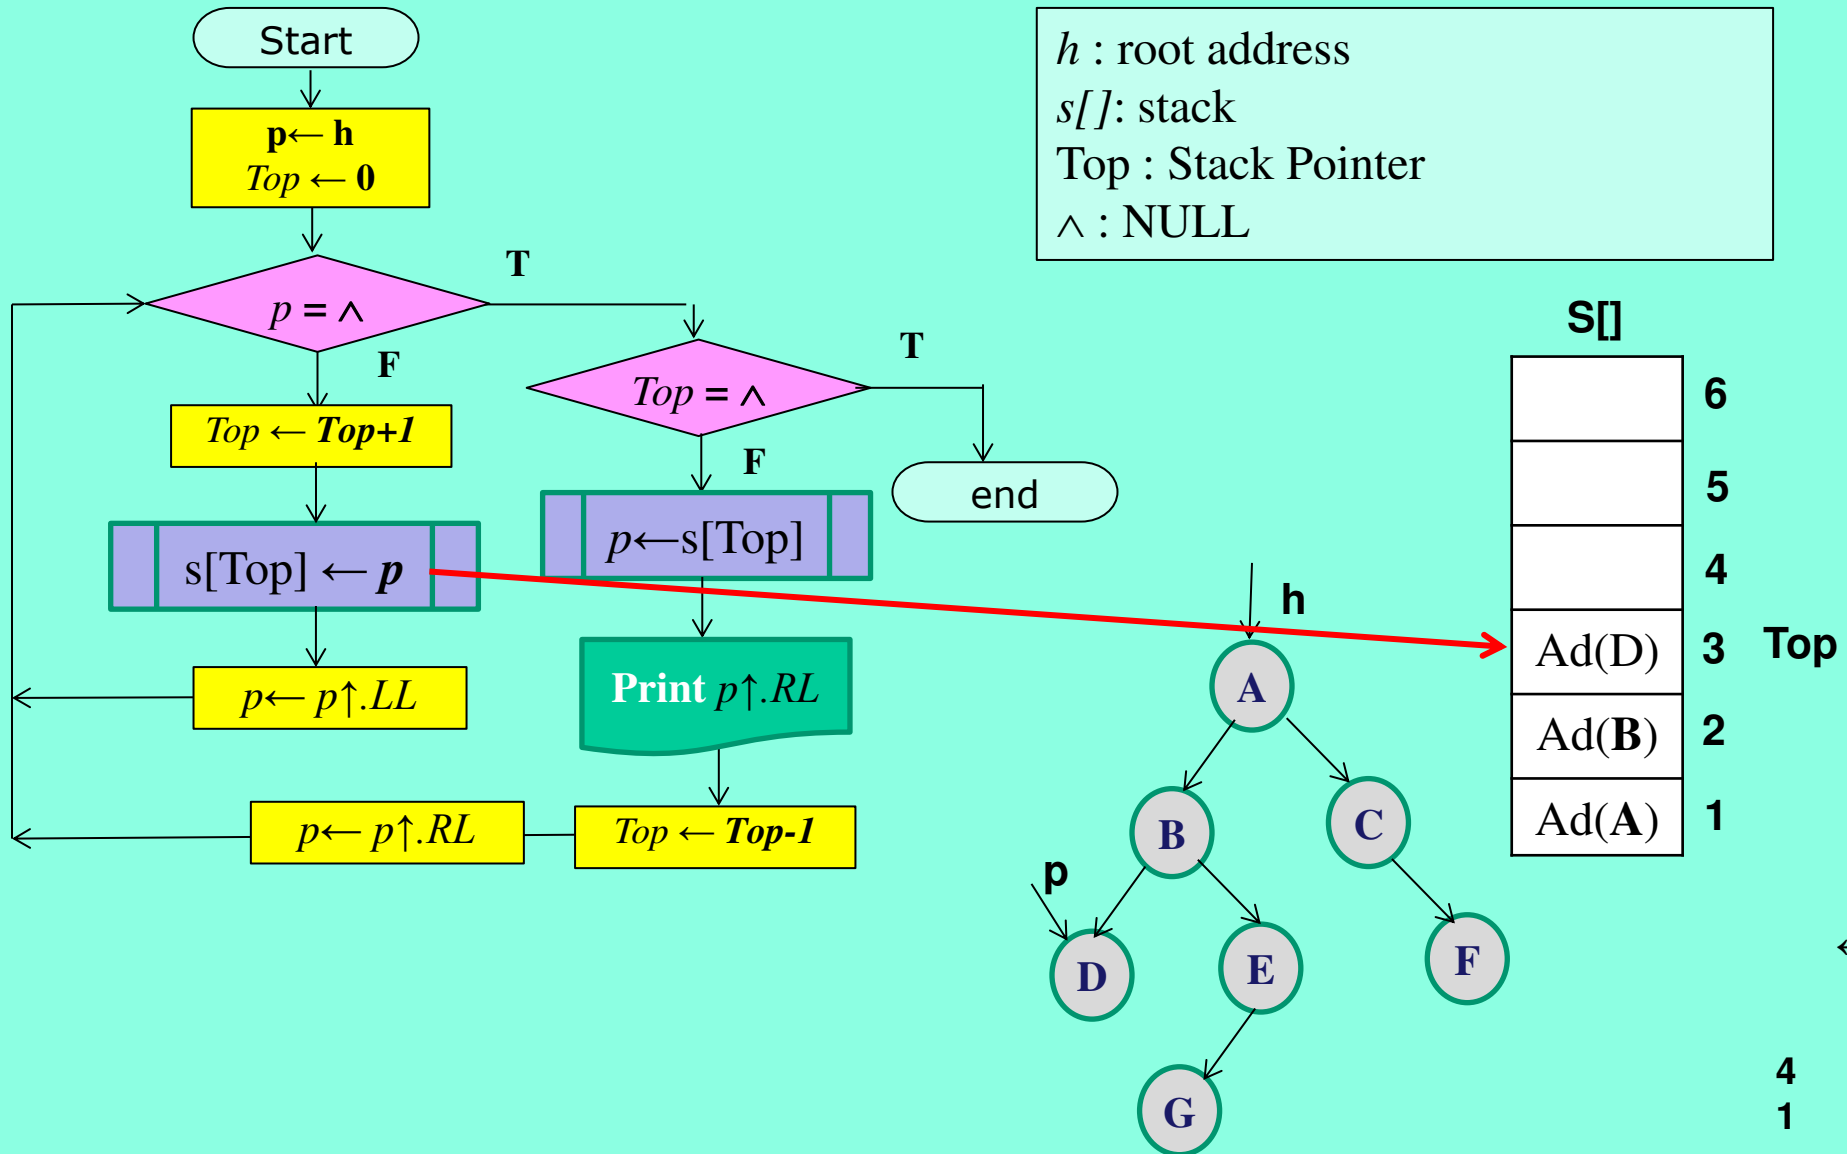 Start
p← h
Top ← 0
p = ∧
T
F
Top ← Top+1
s[Top] ← p
p← p↑.LL
Top = ∧
T
F
end
p←s[Top]
Print p↑.RL
Top ← Top-1
p← p↑.RL
h : root address
s[]: stack
Top : Stack Pointer
∧ : NULL
S[]
6
5
4
Ad(D) 3 Top
Ad(B) 2
Ad(A) 1
h
A
B
C
p
D
E
F
G
4
1